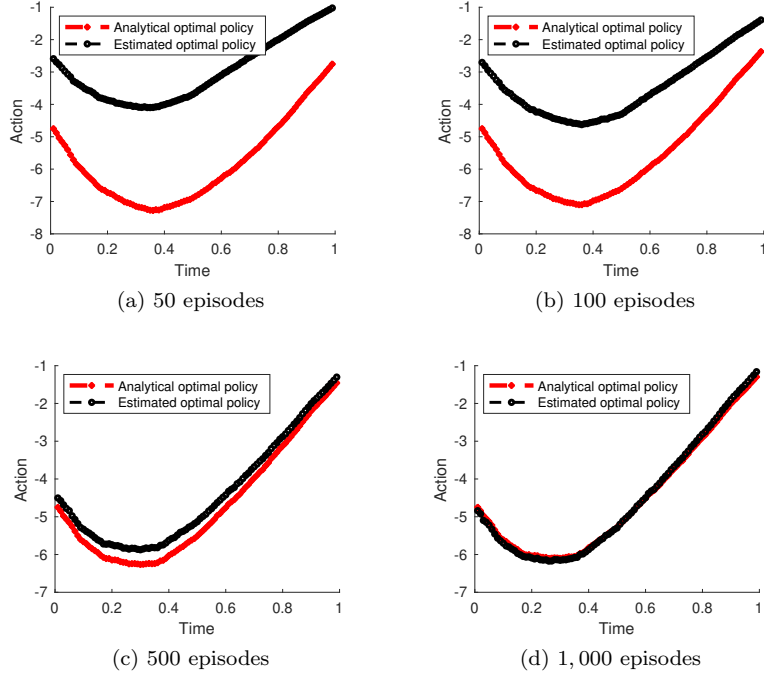 -1
-2
-3
-4
-5
-6
-7
-8
Action
0
0.2
0.4
0.6
0.8
1
Time
Analytical optimal policy
Estimated optimal policy
(a) 50 episodes
-1
-2
-3
-4
-5
-6
-7
-8
Action
0
0.2
0.4
0.6
0.8
1
Time
Analytical optimal policy
Estimated optimal policy
(b) 100 episodes
-1
-2
-3
-4
-5
-6
-7
Action
0
0.2
0.4
0.6
0.8
1
Time
Analytical optimal policy
Estimated optimal policy
(c) 500 episodes
-1
-2
-3
-4
-5
-6
-7
Action
0
0.2
0.4
0.6
0.8
1
Time
Analytical optimal policy
Estimated optimal policy
(d) 1,000 episodes